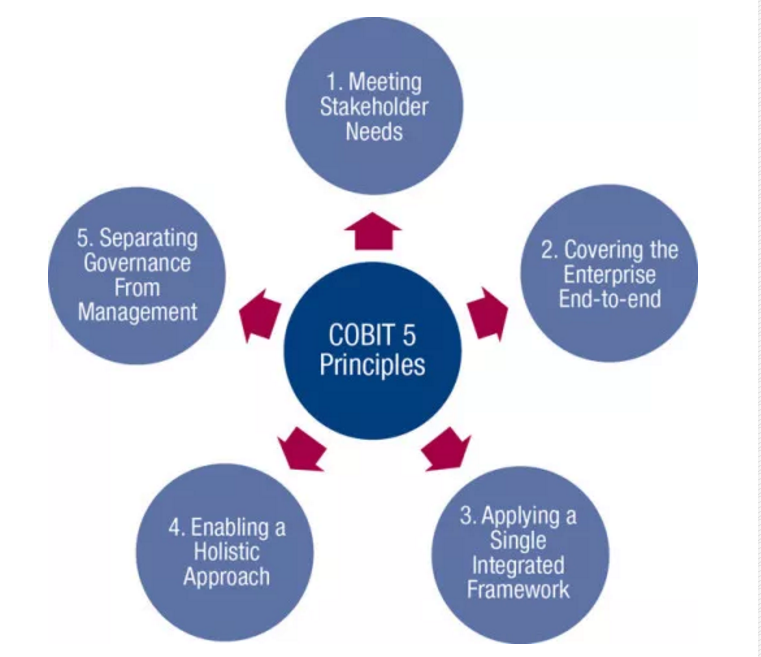 1. Meeting
Stakeholder
Needs
2. Covering the
Enterprise
End-to-end
3. Applying a
Single
Integrated
Framework
4. Enabling a
Holistic
Approach
5. Separating
Governance
From
Management
COBIT 5
Principles